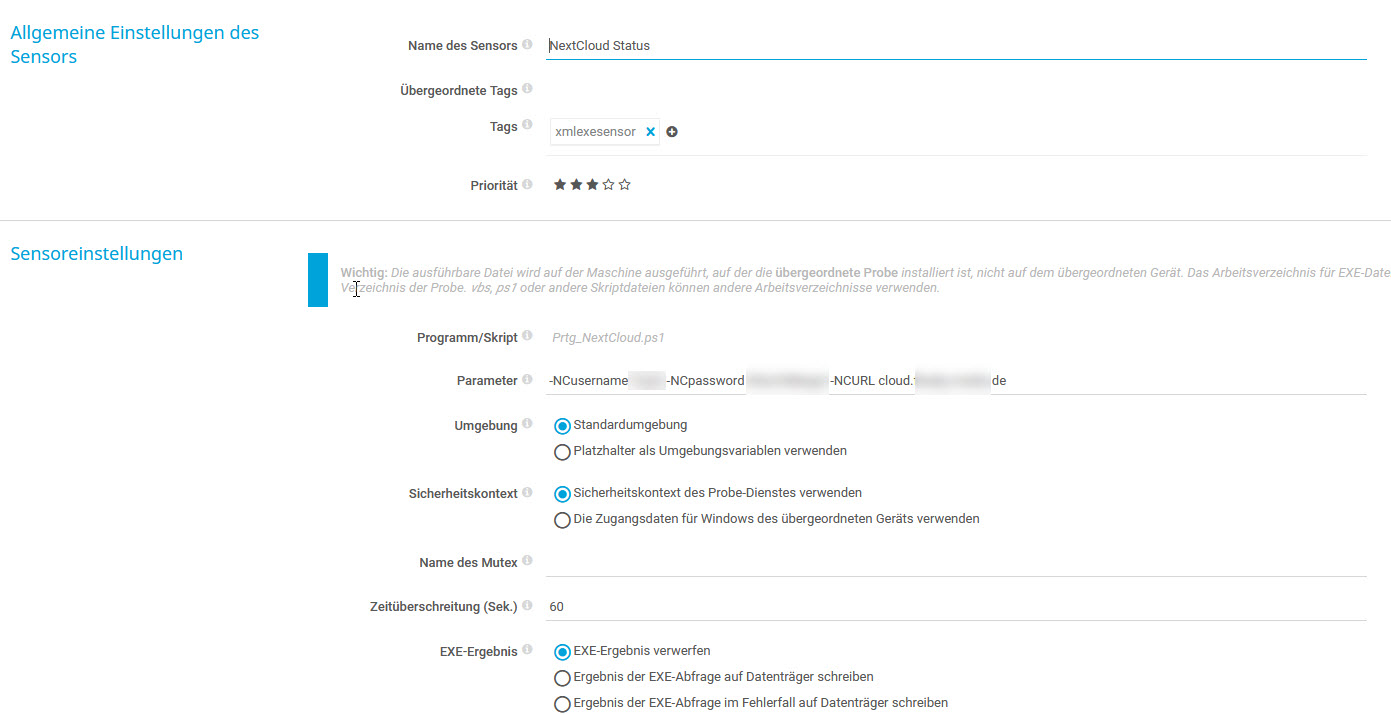 Allgemeine Einstellungen des
Sensors
Name des Sensors NextCloud Status
Übergeordnete Tags
Tags xmlexesensor
Priorität
Sensoreinstellungen
Wichtig: Die ausführbare Datei wird auf der Maschine ausgeführt, auf der die übergeordnete Probe installiert ist, nicht auf dem übergeordneten Gerät. Das Arbeitsverzeichnis für EXE-Date
Verzeichnis der Probe. vbs, ps1 oder andere Skriptdateien können andere Arbeitsverzeichnisse verwenden.
Programm/Skript Prtg_NextCloud.ps1
Parameter -NCusername -NCpassword -NCURL cloud. de
Umgebung Standardumgebung
Platzhalter als Umgebungsvariablen verwenden
Sicherheitskontext Sicherheitskontext des Probe-Dienstes verwenden
Die Zugangsdaten für Windows des übergeordneten Geräts verwenden
Name des Mutex
Zeitüberschreitung (Sek.) 60
EXE-Ergebnis EXE-Ergebnis verwerfen
Ergebnis der EXE-Abfrage auf Datenträger schreiben
Ergebnis der EXE-Abfrage im Fehlerfall auf Datenträger schreiben